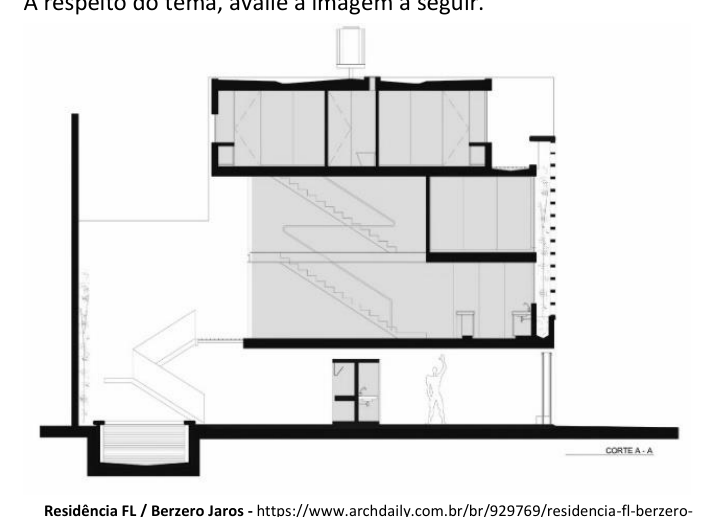 A respeito do tema, avalie a imagem a seguir.
CORTE A - A
Residência FL / Berzero Jaros - https://www.archdaily.com.br/br/929769/residencia-fl-berzero-